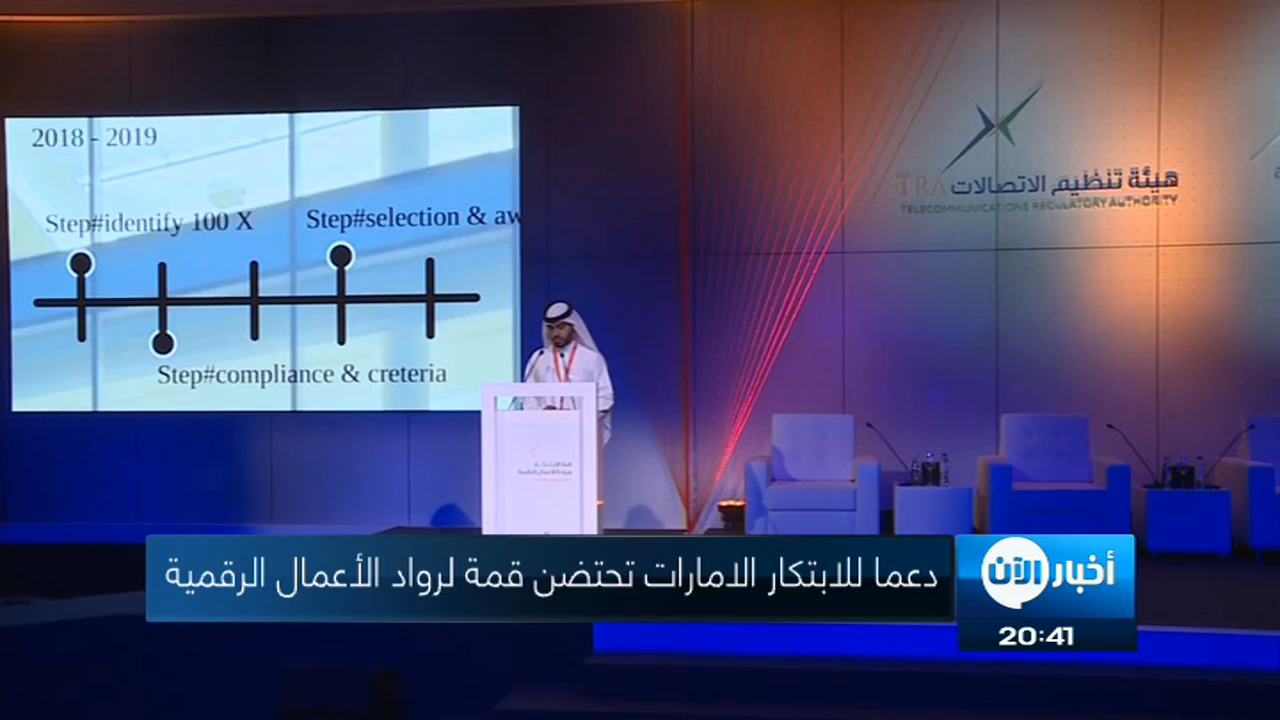 2018 - 2019
Step#identify 100 X
Step#selection & aw
Step#compliance & creteria
TRA هيئة تنظيم الاتصالات
TELECOMMUNICATIONS REGULATORY AUTHORITY
دعما للابتكار الامارات تحتضن قمة لرواد الأعمال الرقمية
أخبار الآن
20:41